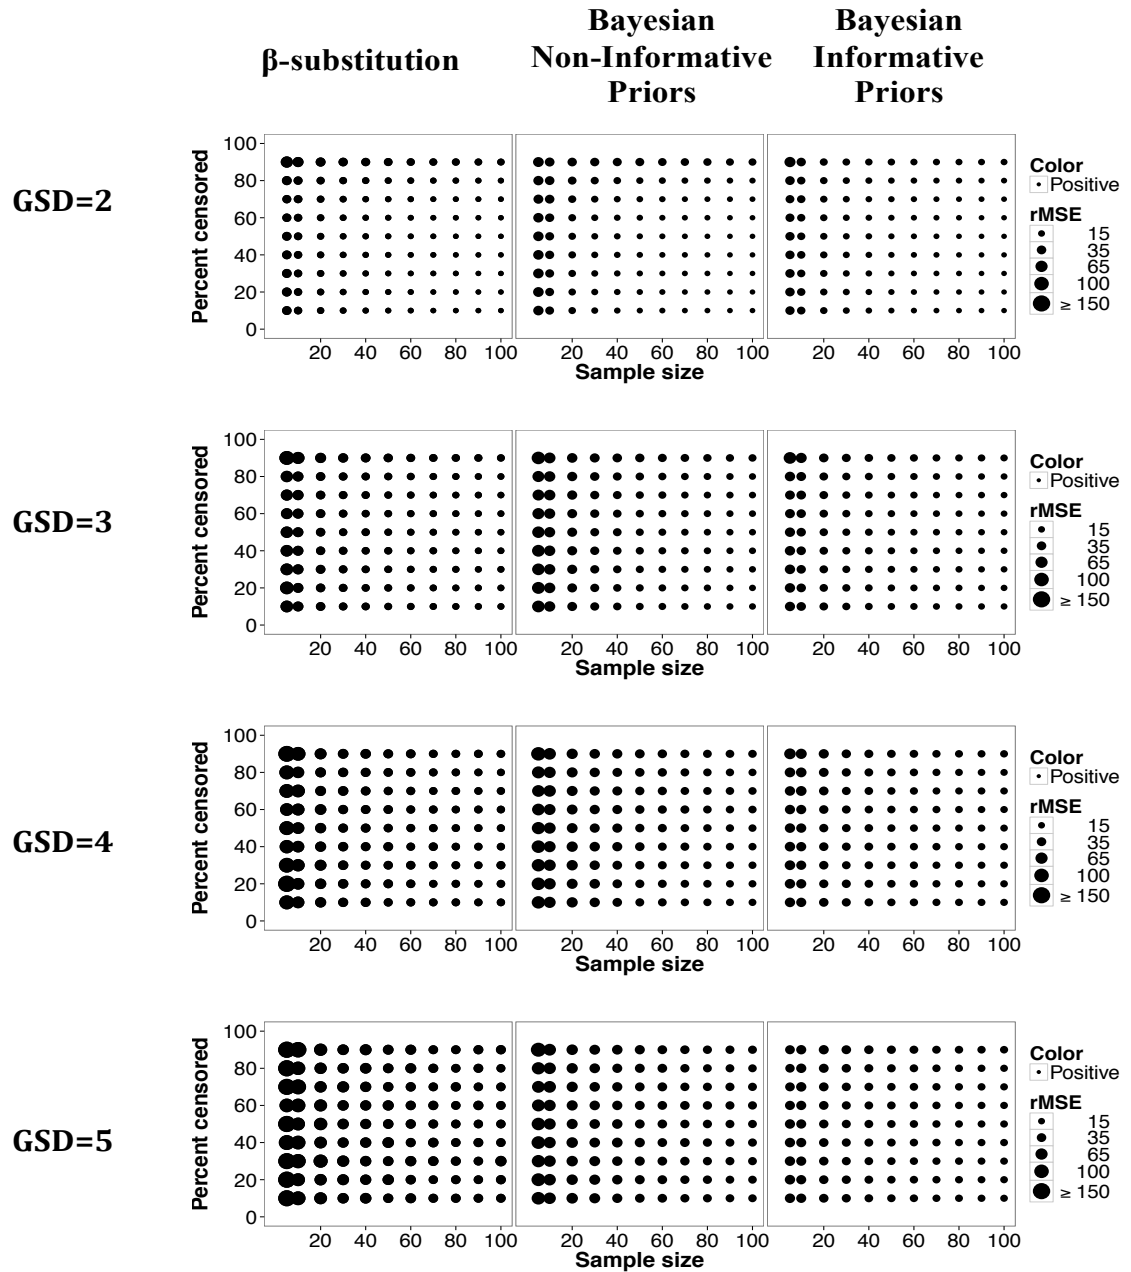 β-substitution
Bayesian
Non-Informative
Priors
Bayesian
Informative
Priors
GSD=2
Percent censored
100
80
60
40
20
0
20 40 60 80 100
20 40 60 80 100
20 40 60 80 100
Sample size
Sample size
Sample size
Color
Positive
rMSE
15
35
65
100
≥ 150
GSD=3
Percent censored
100
80
60
40
20
0
20 40 60 80 100
20 40 60 80 100
20 40 60 80 100
Sample size
Sample size
Sample size
Color
Positive
rMSE
15
35
65
100
≥ 150
GSD=4
Percent censored
100
80
60
40
20
0
20 40 60 80 100
20 40 60 80 100
20 40 60 80 100
Sample size
Sample size
Sample size
Color
Positive
rMSE
15
35
65
100
≥ 150
GSD=5
Percent censored
100
80
60
40
20
0
20 40 60 80 100
20 40 60 80 100
20 40 60 80 100
Sample size
Sample size
Sample size
Color
Positive
rMSE
15
35
65
100
≥ 150